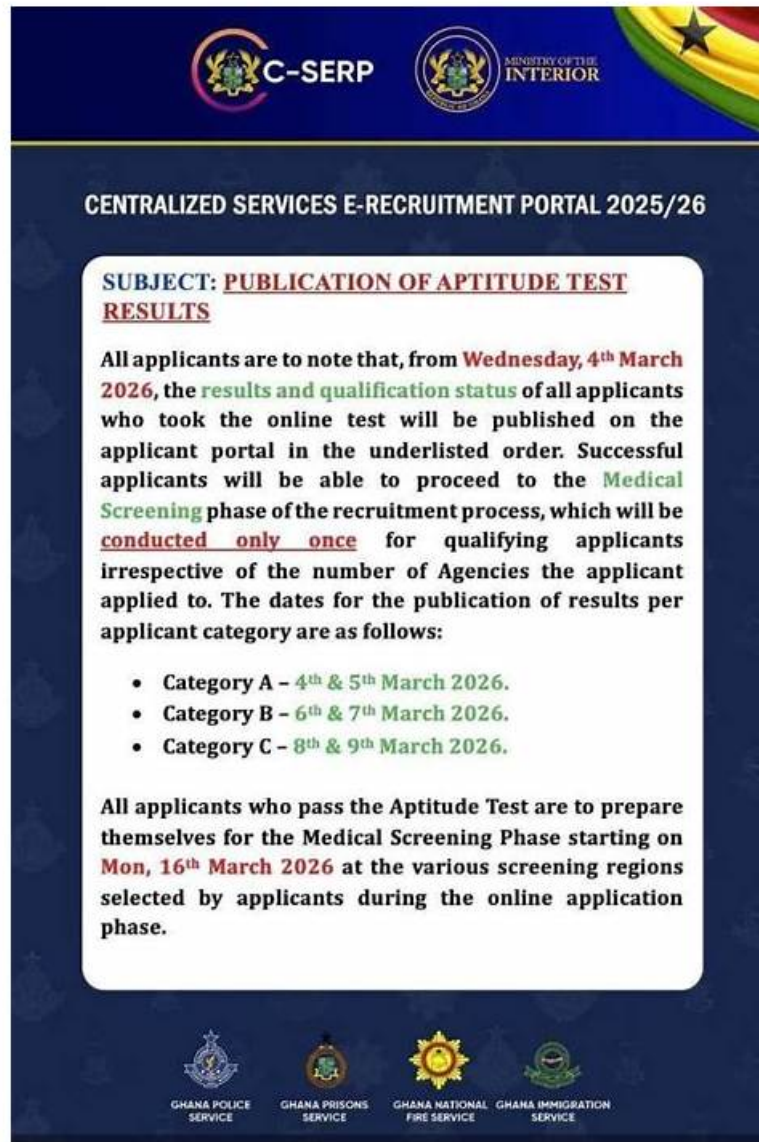 C-SERP
MINISTRY OF THE
INTERIOR
REPUBLIC OF GHANA
CENTRALIZED SERVICES E-RECRUITMENT PORTAL 2025/26
SUBJECT: PUBLICATION OF APTITUDE TEST
RESULTS
All applicants are to note that, from Wednesday, 4th March
2026, the results and qualification status of all applicants
who took the online test will be published on the
applicant portal in the underlisted order. Successful
applicants will be able to proceed to the Medical
Screening phase of the recruitment process, which will be
conducted only once for qualifying applicants
irrespective of the number of Agencies the applicant
applied to. The dates for the publication of results per
applicant category are as follows:
• Category A – 4th & 5th March 2026.
• Category B – 6th & 7th March 2026.
• Category C – 8th & 9th March 2026.
All applicants who pass the Aptitude Test are to prepare
themselves for the Medical Screening Phase starting on
Mon, 16th March 2026 at the various screening regions
selected by applicants during the online application
phase.
GHANA POLICE
SERVICE
GHANA PRISONS
SERVICE
GHANA NATIONAL
FIRE SERVICE
GHANA IMMIGRATION
SERVICE